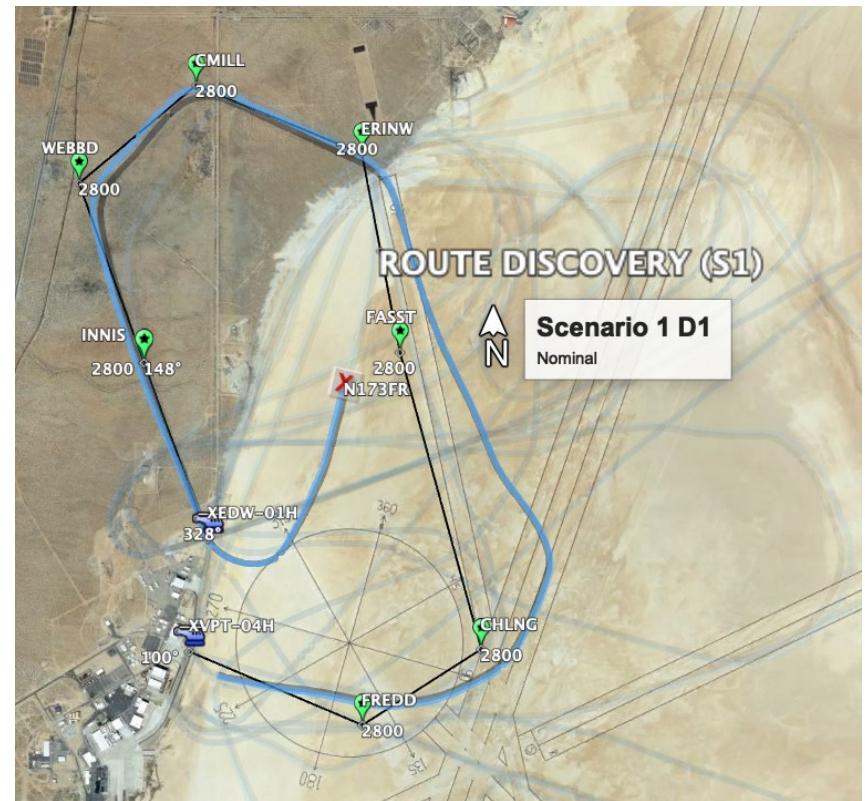 CMILL
2800
ERINW
2800
WEBBD
2800
ROUTE DISCOVERY (S1)
FASST
2800
Scenario 1 D1
Nominal
N
INNIS
2800 148°
N173FR
XEDW-01H
328°
360
XVPT-04H
100°
CHLNG
2800
FREDD
2800
180
135